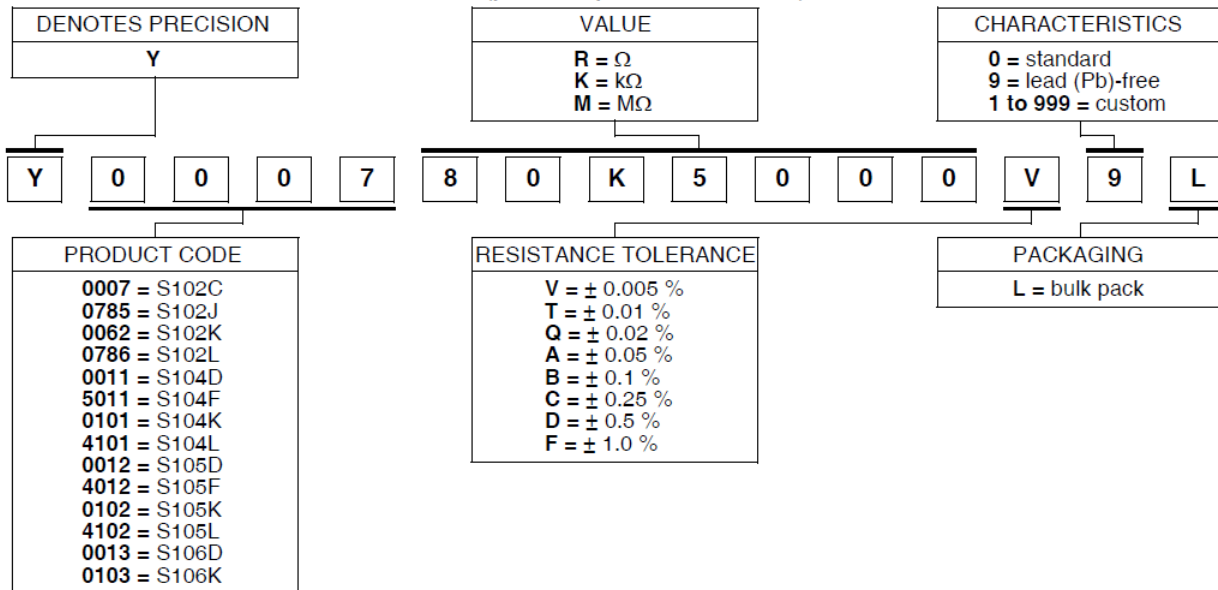 DENOTES PRECISION
Y
VALUE
R = Ω
K = kΩ
M = MΩ
CHARACTERISTICS
0 = standard
9 = lead (Pb)-free
1 to 999 = custom
Y 0 0 0 7 8 0 K 5 0 0 0 V 9 L
PRODUCT CODE
0007 = S102C
0785 = S102J
0062 = S102K
0786 = S102L
0011 = S104D
5011 = S104F
0101 = S104K
4101 = S104L
0012 = S105D
4012 = S105F
0102 = S105K
4102 = S105L
0013 = S106D
0103 = S106K
RESISTANCE TOLERANCE
V = ± 0.005 %
T = ± 0.01 %
Q = ± 0.02 %
A = ± 0.05 %
B = ± 0.1 %
C = ± 0.25 %
D = ± 0.5 %
F = ± 1.0 %
PACKAGING
L = bulk pack